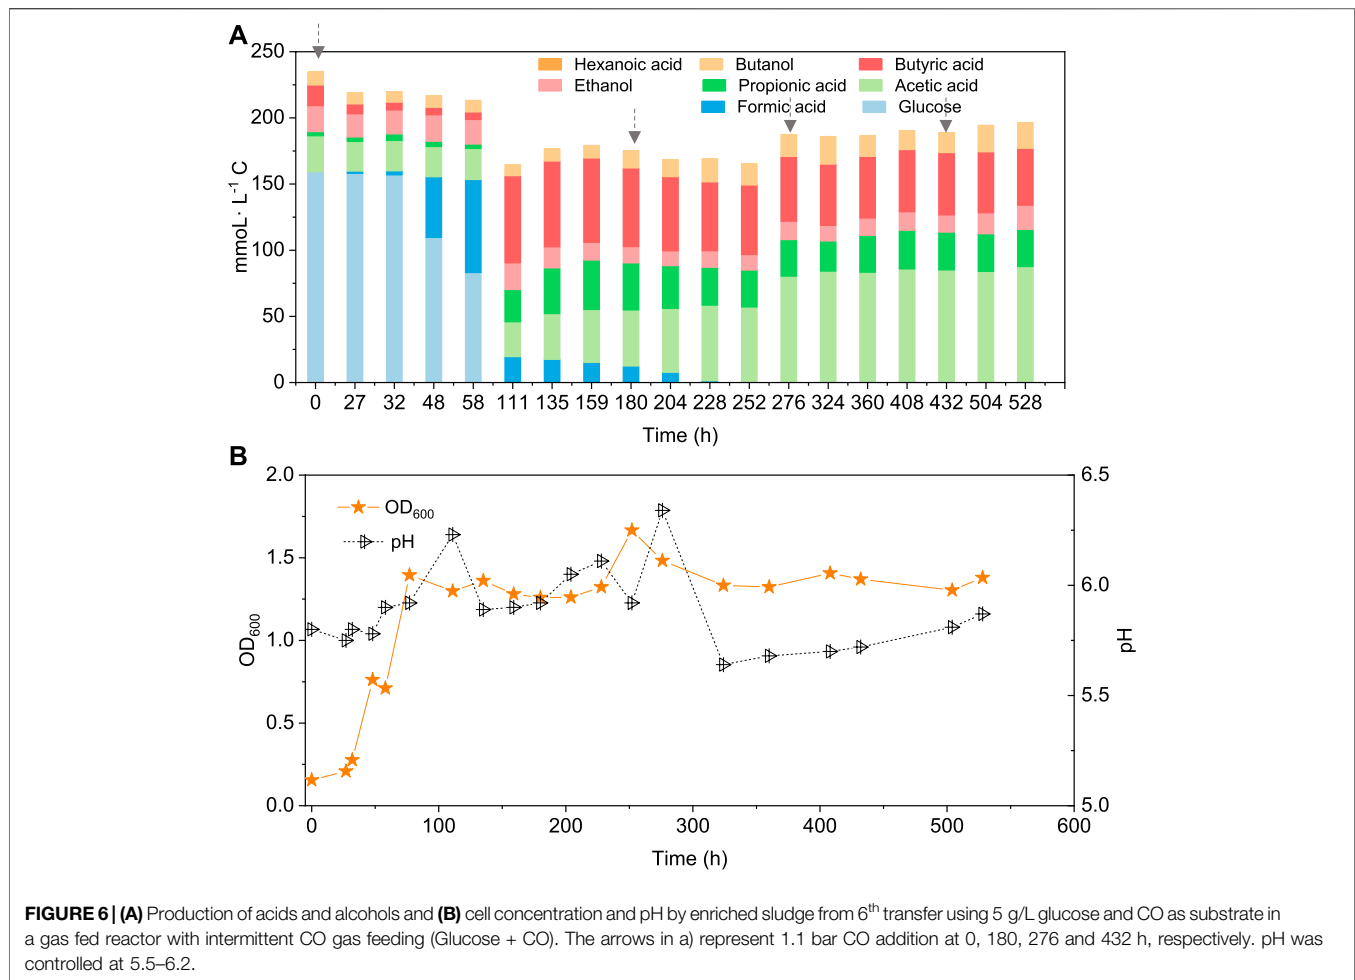 A
250
200
150
100
50
0
mmoL· L⁻¹ C
Hexanoic acid Butanol Butyric acid
Ethanol Propionic acid Acetic acid
Formic acid Glucose
0 27 32 48 58 111 135 159 180 204 228 252 276 324 360 408 432 504 528
Time (h)
B
2.0
1.5
1.0
0.5
0.0
OD₆₀₀
OD₆₀₀
pH
6.5
6.0
5.5
5.0
pH
0 100 200 300 400 500 600
Time (h)
FIGURE 6 | (A) Production of acids and alcohols and (B) cell concentration and pH by enriched sludge from 6th transfer using 5 g/L glucose and CO as substrate in
a gas fed reactor with intermittent CO gas feeding (Glucose + CO). The arrows in a) represent 1.1 bar CO addition at 0, 180, 276 and 432 h, respectively. pH was
controlled at 5.5–6.2.